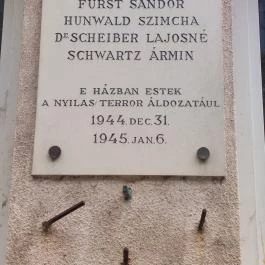 FÜRST SÁNDOR
HUNWALD SZIMCHA
DR SCHEIBER LAJOSNÉ
SCHWARTZ ÁRMIN
E HÁZBAN ESTEK
A NYILAS TERROR ÁLDOZATÁUL
1944. DEC. 31.
1945. JAN. 6.